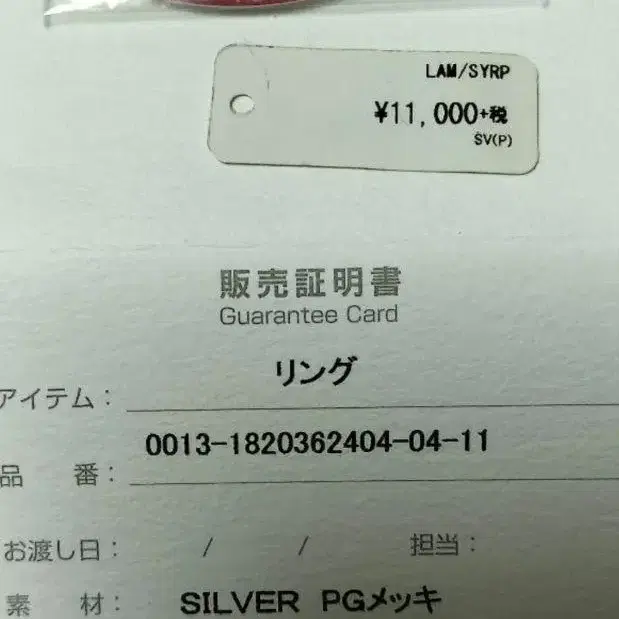 LAM/SYRP
¥11,000+税
SV(P)
販売証明書
Guarantee Card
アイテム： リング
品　番： 0013-1820362404-04-11
お渡し日：　/　/　担当：
素　材： SILVER PGメッキ